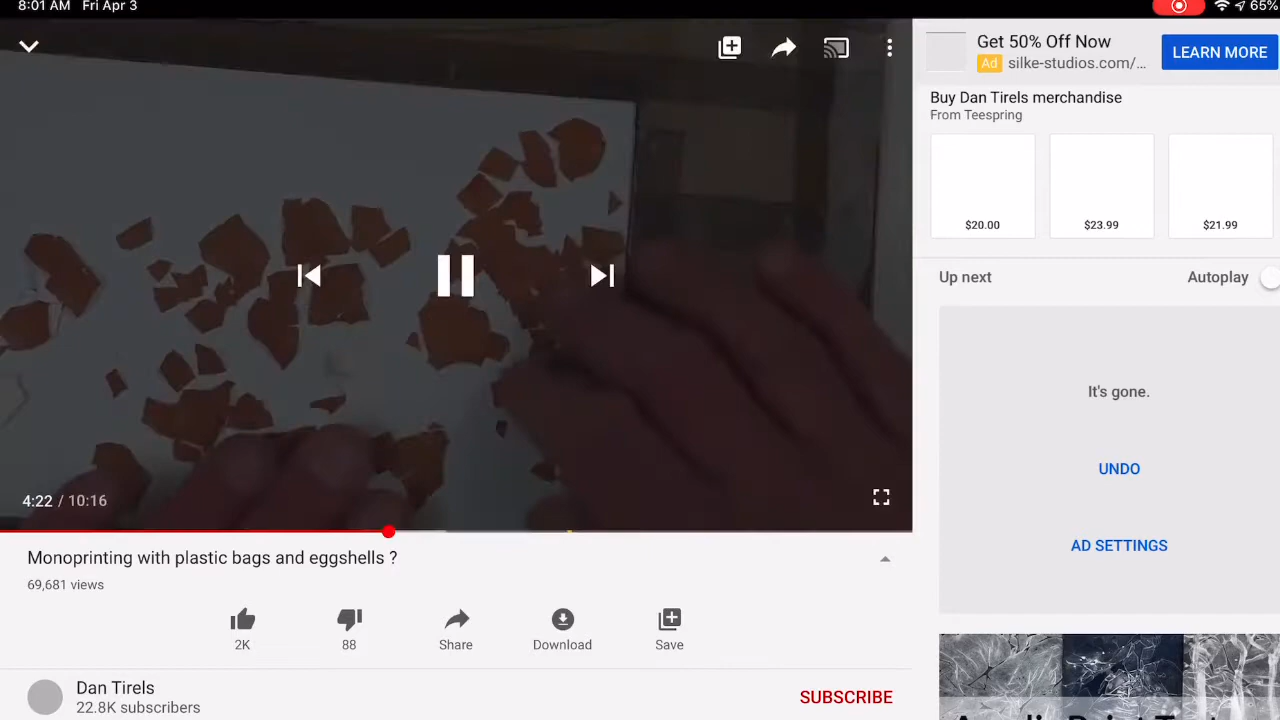 8:01 AM Fri Apr 3
65%
Get 50% Off Now
LEARN MORE
Ad silke-studios.com/...
Buy Dan Tirels merchandise
From Teespring
$20.00
$23.99
$21.99
Up next
Autoplay
It's gone.
UNDO
AD SETTINGS
4:22 / 10:16
Monoprinting with plastic bags and eggshells ?
69,681 views
2K
88
Share
Download
Save
Dan Tirels
22.8K subscribers
SUBSCRIBE